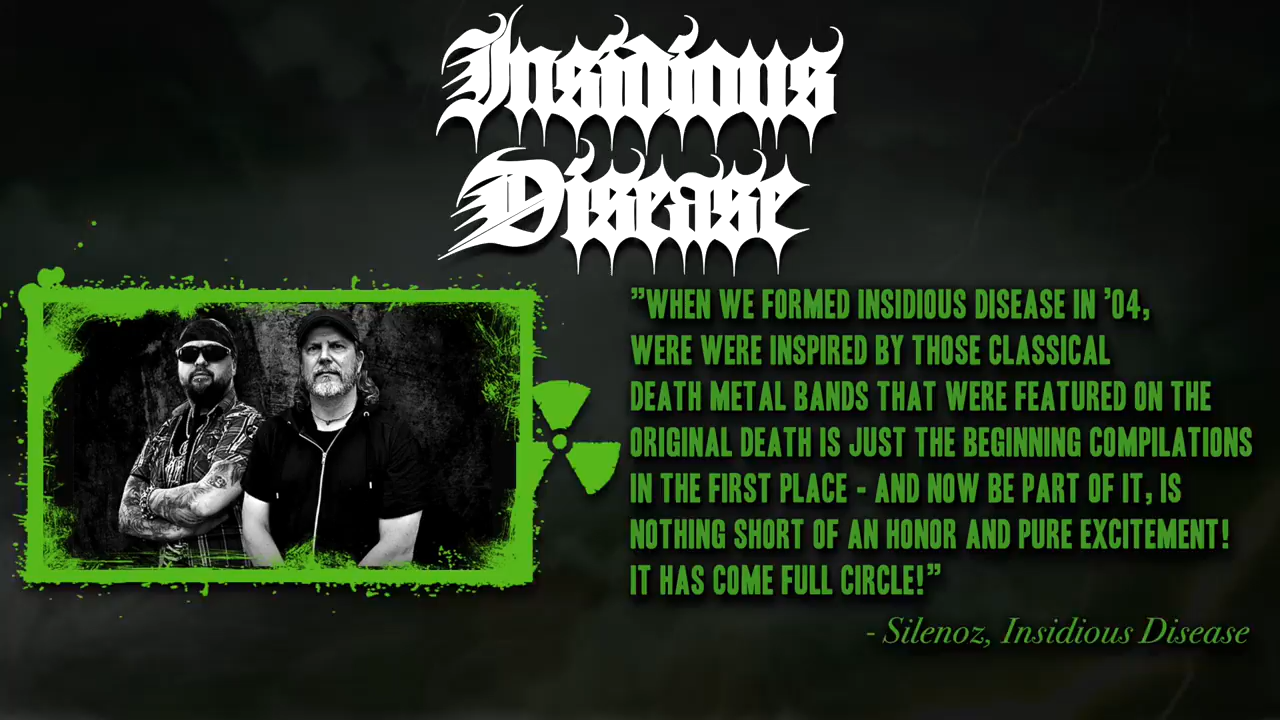 Insidious
Disease
”WHEN WE FORMED INSIDIOUS DISEASE IN ’04,
WERE WERE INSPIRED BY THOSE CLASSICAL
DEATH METAL BANDS THAT WERE FEATURED ON THE
ORIGINAL DEATH IS JUST THE BEGINNING COMPILATIONS
IN THE FIRST PLACE - AND NOW BE PART OF IT, IS
NOTHING SHORT OF AN HONOR AND PURE EXCITEMENT!
IT HAS COME FULL CIRCLE!”
- Silenoz, Insidious Disease